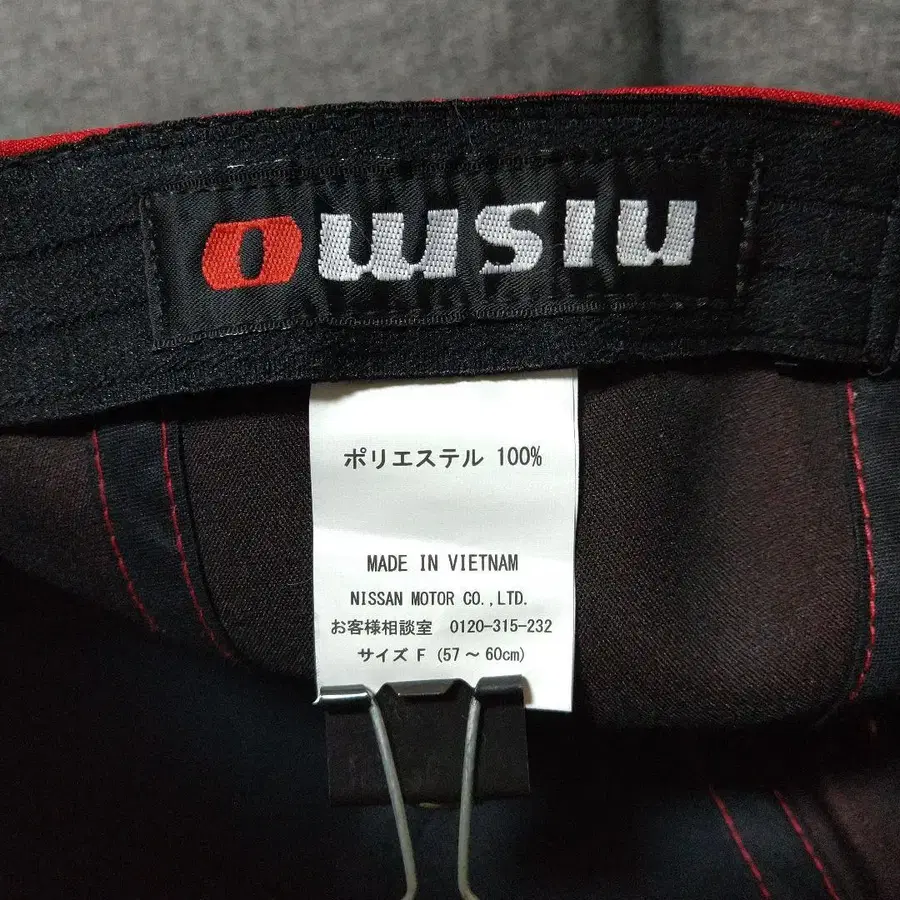 nismo
ポリエステル 100%
MADE IN VIETNAM
NISSAN MOTOR CO.,LTD.
お客様相談室 0120-315-232
サイズ F (57～60cm)